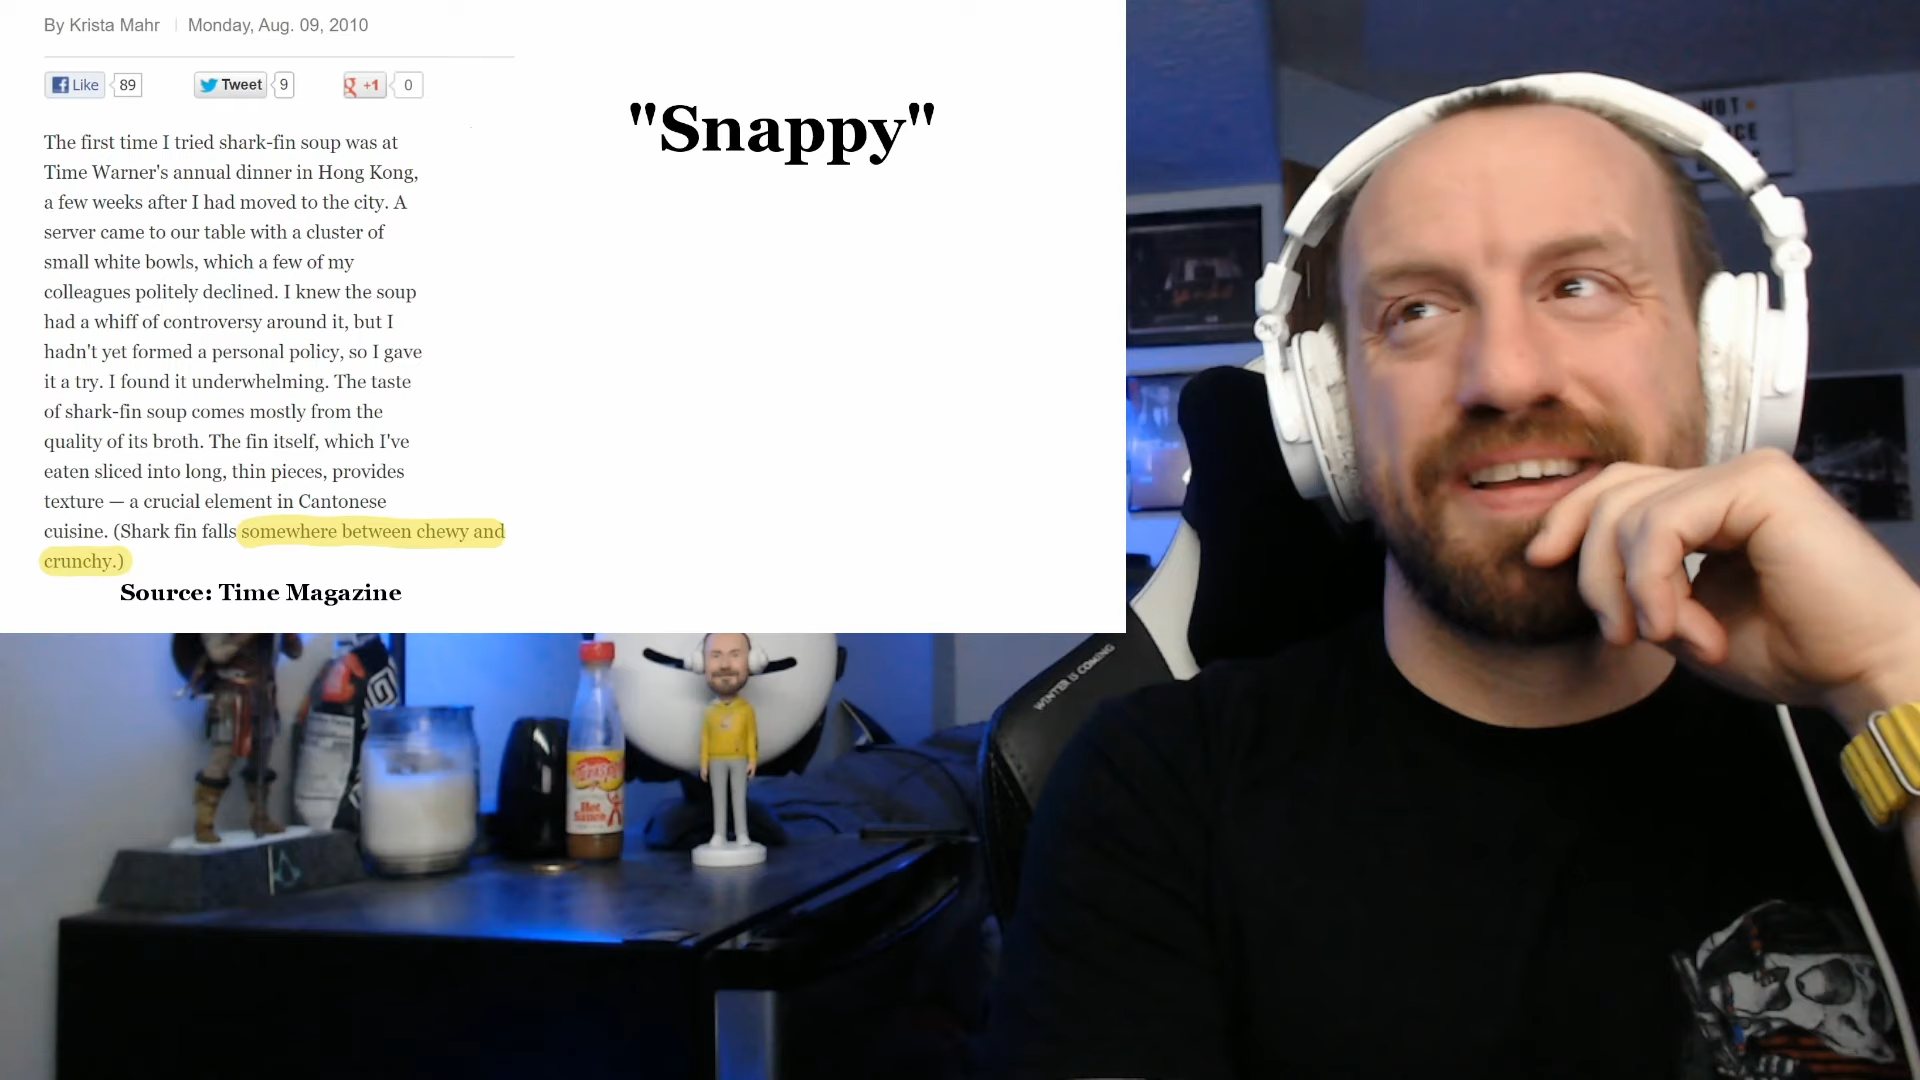 By Krista Mahr | Monday, Aug. 09, 2010
Like 89 Tweet 9 +1 0
"Snappy"
The first time I tried shark-fin soup was at
Time Warner's annual dinner in Hong Kong,
a few weeks after I had moved to the city. A
server came to our table with a cluster of
small white bowls, which a few of my
colleagues politely declined. I knew the soup
had a whiff of controversy around it, but I
hadn't yet formed a personal policy, so I gave
it a try. I found it underwhelming. The taste
of shark-fin soup comes mostly from the
quality of its broth. The fin itself, which I've
eaten sliced into long, thin pieces, provides
texture — a crucial element in Cantonese
cuisine. (Shark fin falls somewhere between chewy and
crunchy.)
Source: Time Magazine
WINTER IS COMING
Hot
Sauce